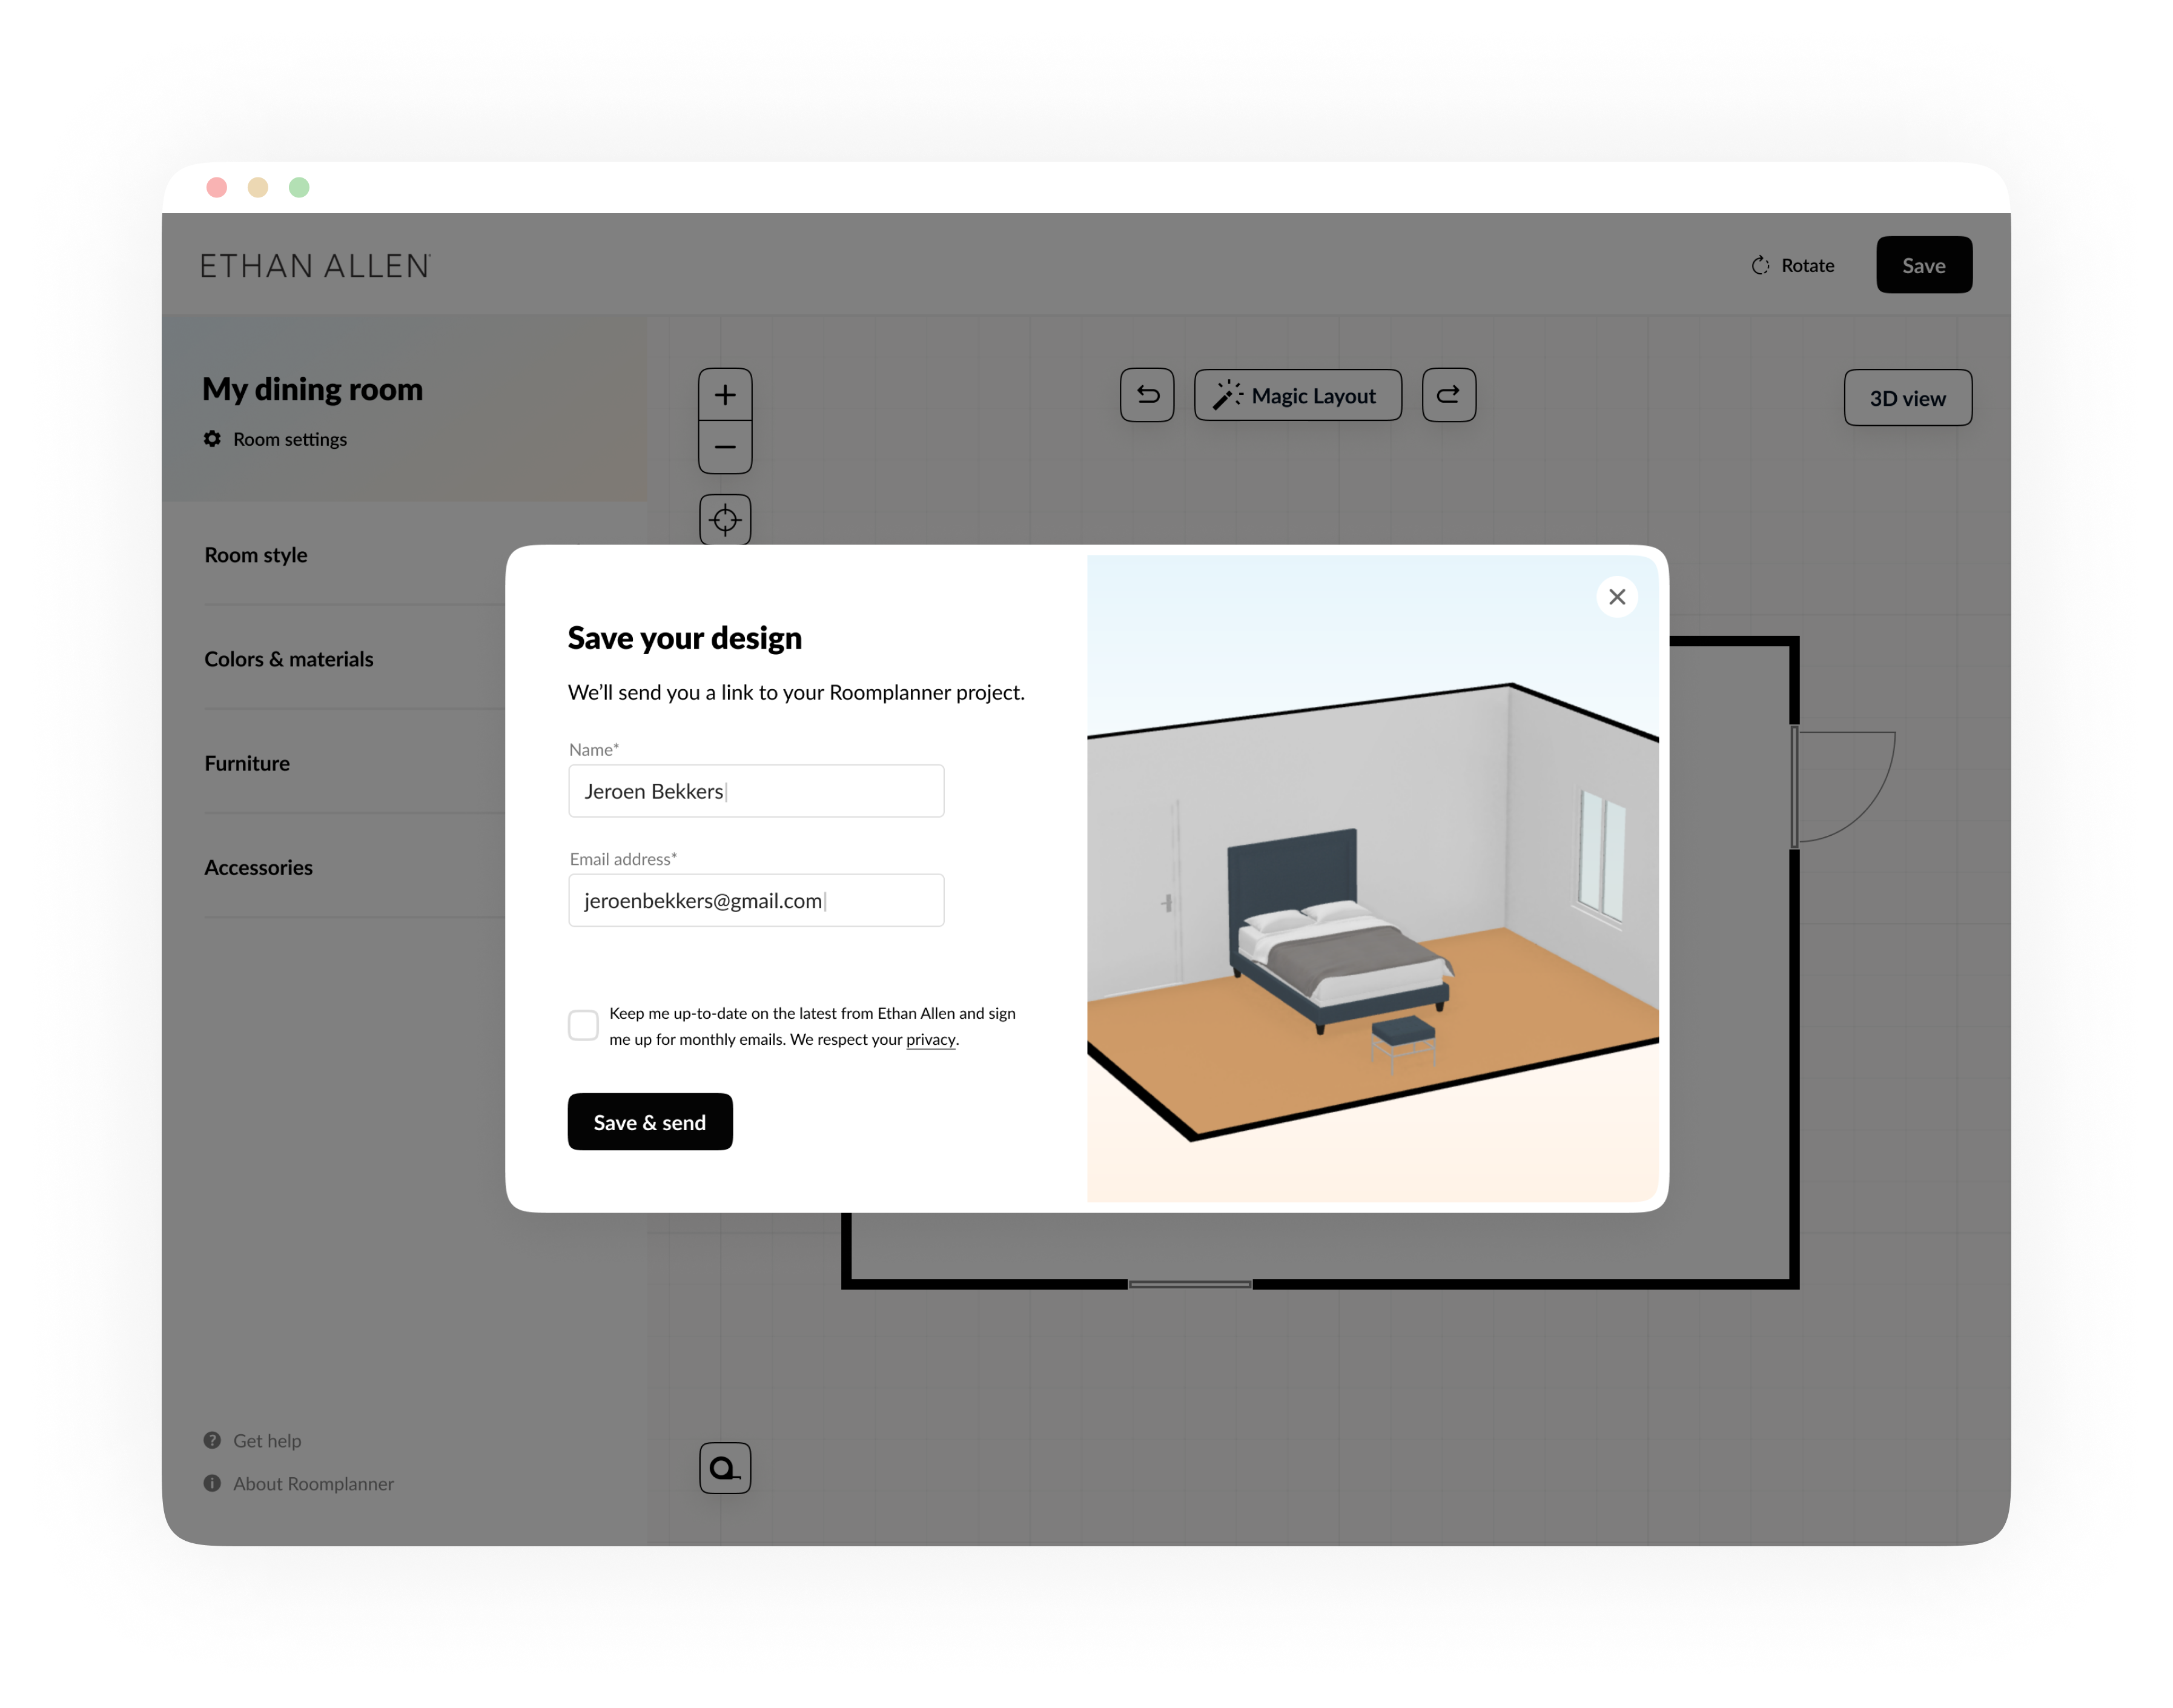 ETHAN ALLEN
Rotate
Save
My dining room
Room settings
Magic Layout
3D view
Room style
Colors & materials
Furniture
Accessories
Save your design
We’ll send you a link to your Roomplanner project.
Name*
Jeroen Bekkers
Email address*
jeroenbekkers@gmail.com
Keep me up-to-date on the latest from Ethan Allen and sign
me up for monthly emails. We respect your privacy.
Save & send
Get help
About Roomplanner